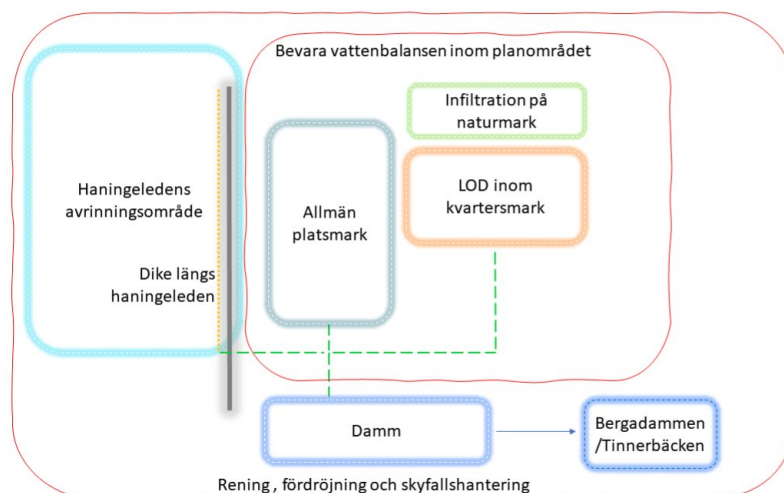 Bevara vattenbalansen inom planområdet
Infiltration på
naturmark
Haningeledens
avrinningsområde
Allmän
platsmark
LOD inom
kvartersmark
Dike längs
haningeleden
Damm
Bergadammen
/Tinnerbäcken
Rening , fördröjning och skyfallshantering